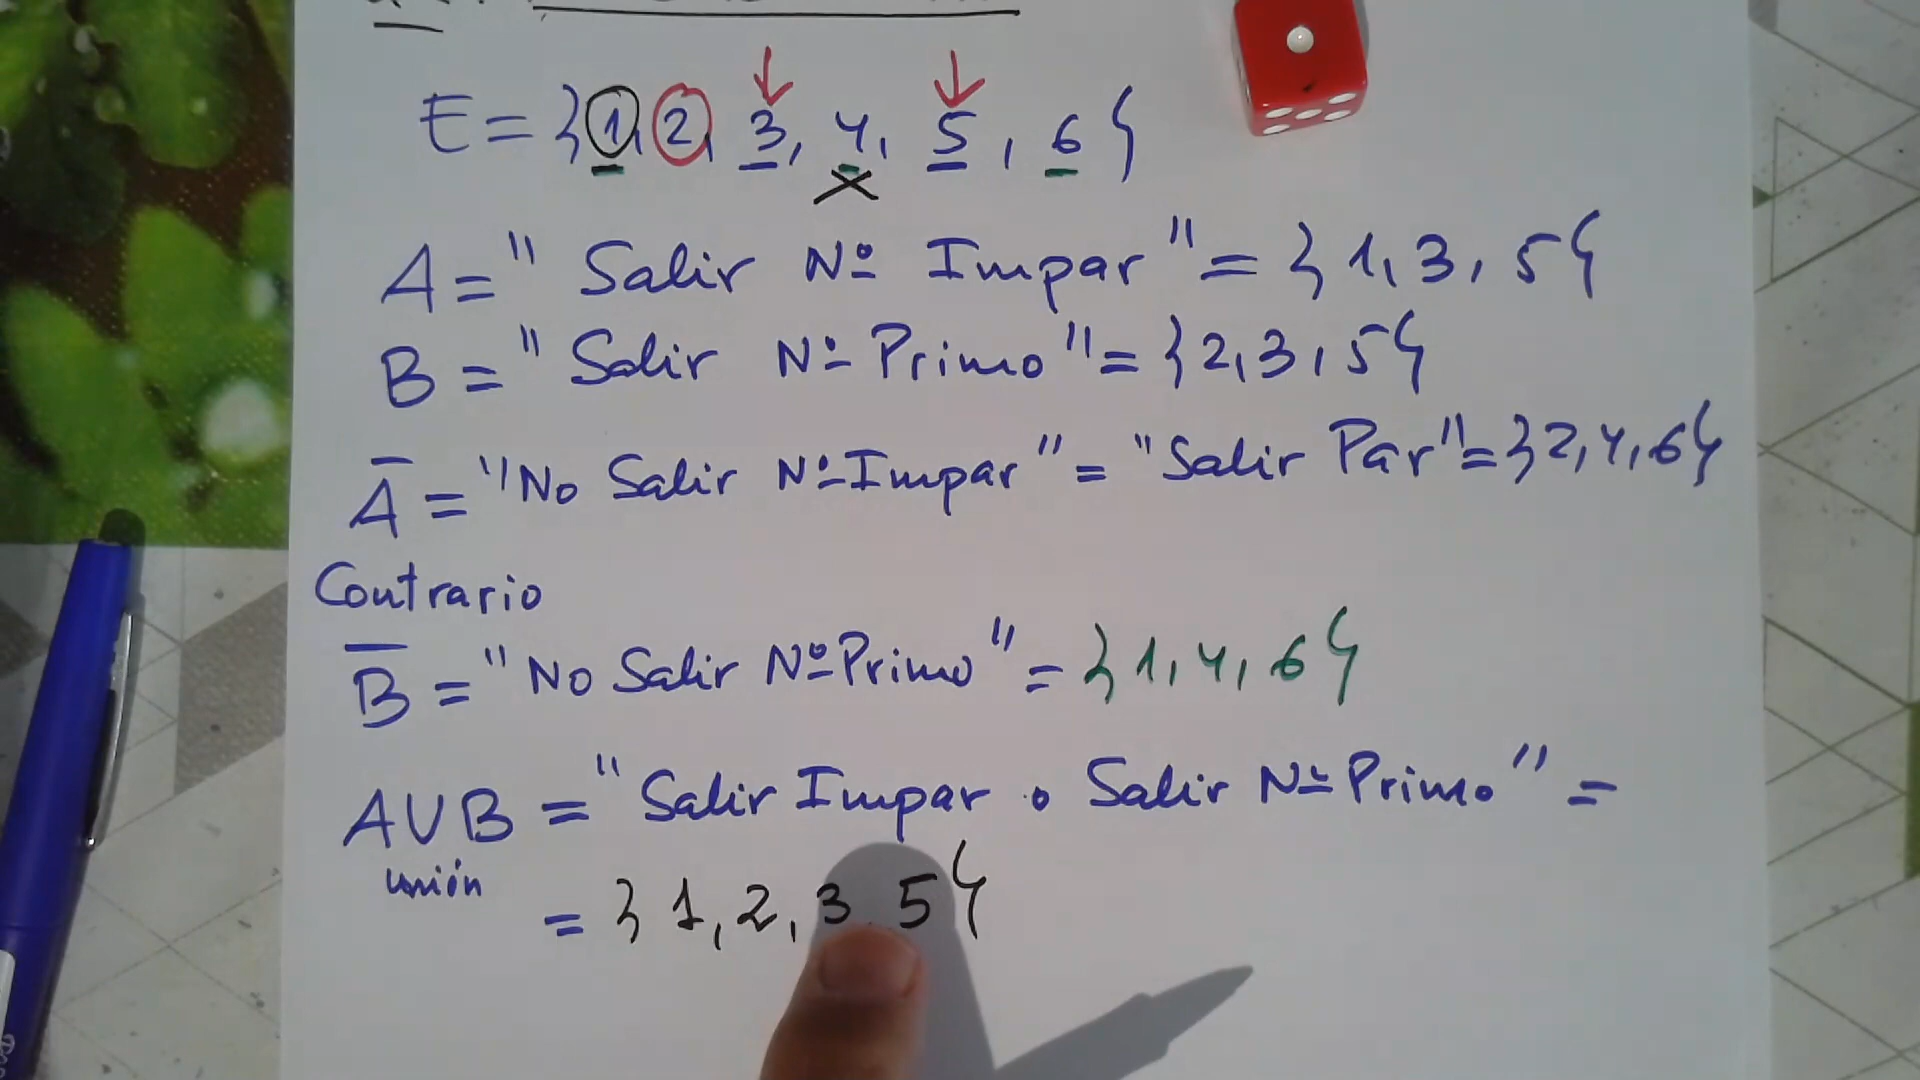 E = }1, 2, 3, 4, 5, 6{
A = " Salir Nº Impar " = }1, 3, 5{
B = " Salir Nº Primo " = }2, 3, 5{
A̅ = "No Salir Nº Impar" = "Salir Par" = }2, 4, 6{
Contrario
B̅ = "No Salir Nº Primo" = }1, 4, 6{
A∪B = "Salir Impar o Salir Nº Primo" =
unión
= }1, 2, 3, 5{